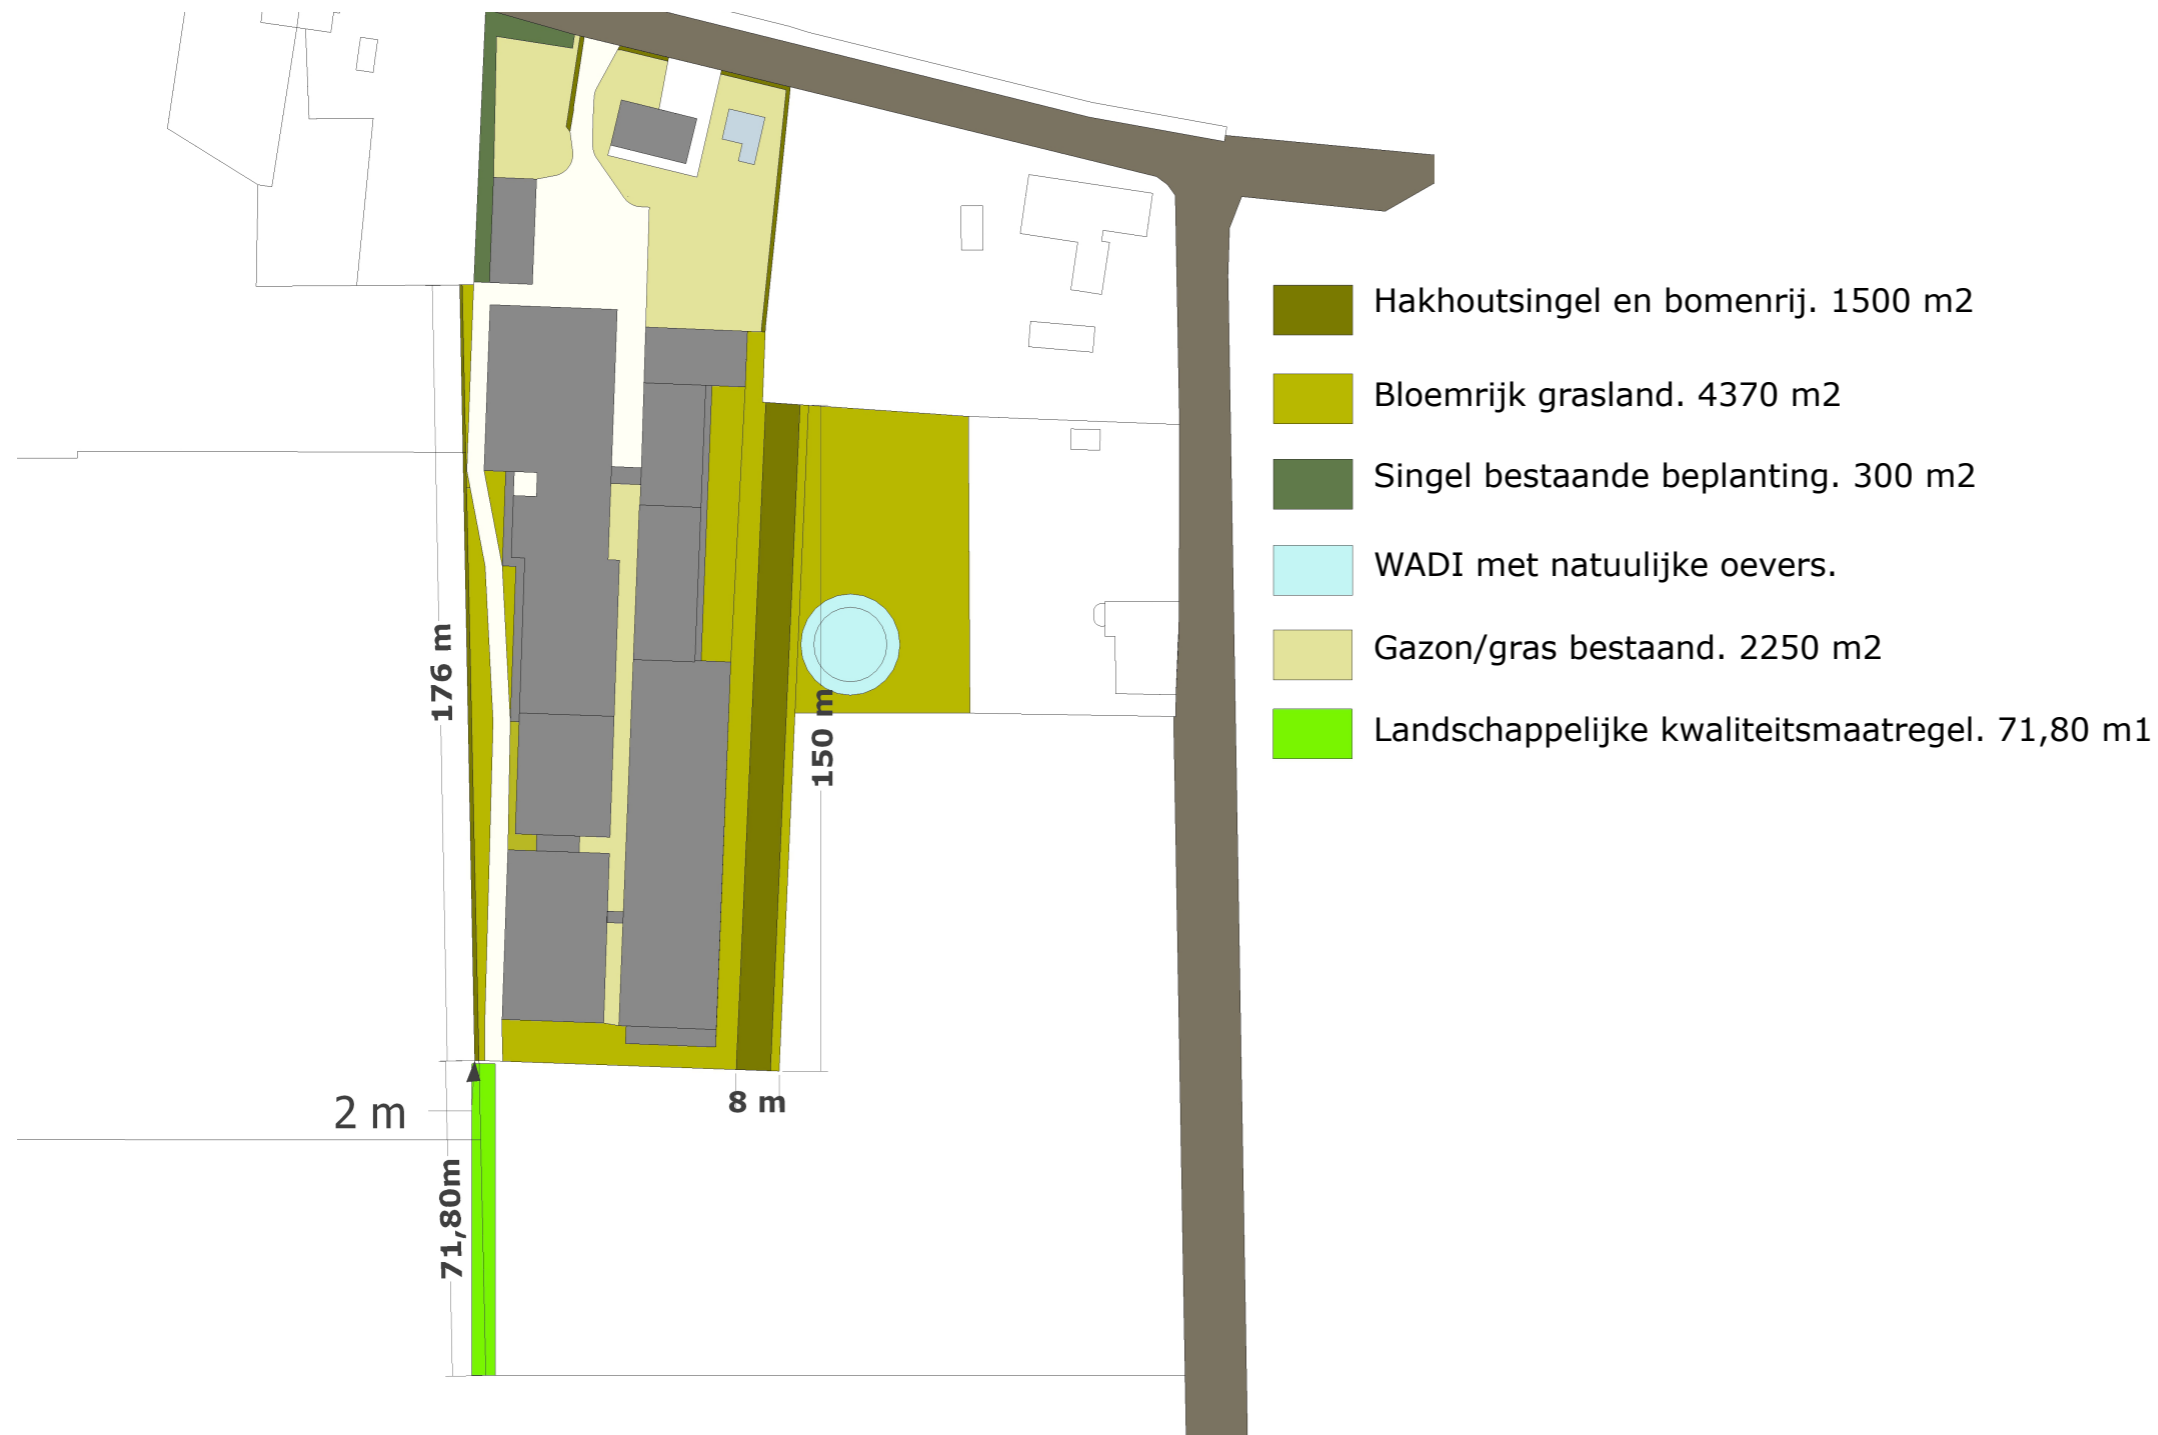 Hakhoutsingel en bomenrij. 1500 m2
Bloemrijk grasland. 4370 m2
Singel bestaande beplanting. 300 m2
WADI met natuulijke oevers.
Gazon/gras bestaand. 2250 m2
Landschappelijke kwaliteitsmaatregel. 71,80 m1
176 m
150 m
8 m
2 m
71,80m